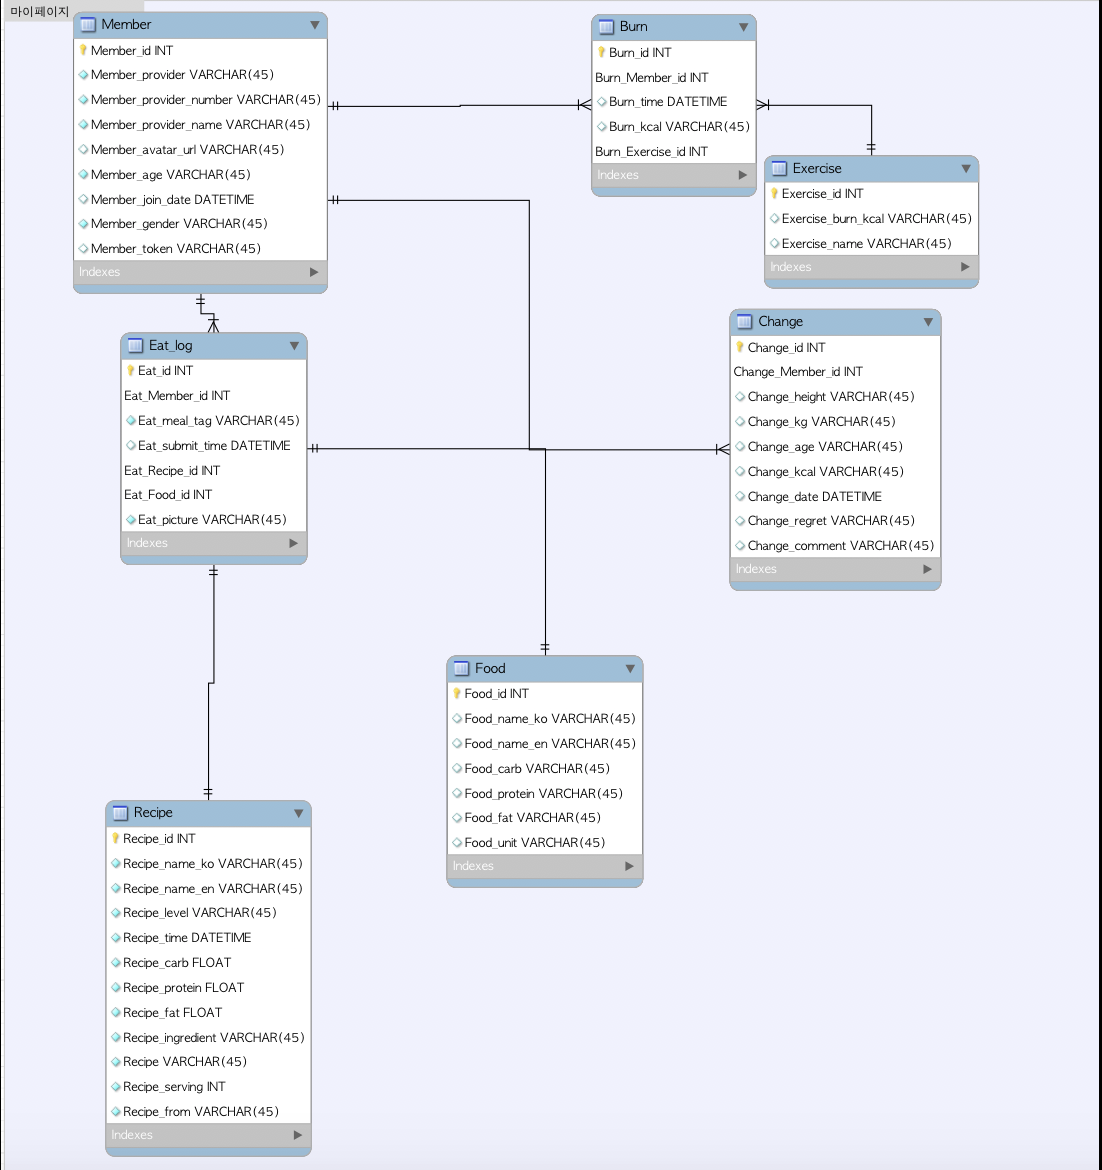 마이페이지
Member
Member_id INT
Member_provider VARCHAR(45)
Member_provider_number VARCHAR(45)
Member_provider_name VARCHAR(45)
Member_avatar_url VARCHAR(45)
Member_age VARCHAR(45)
Member_join_date DATETIME
Member_gender VARCHAR(45)
Member_token VARCHAR(45)
Indexes
Burn
Burn_id INT
Burn_Member_id INT
Burn_time DATETIME
Burn_kcal VARCHAR(45)
Burn_Exercise_id INT
Indexes
Exercise
Exercise_id INT
Exercise_burn_kcal VARCHAR(45)
Exercise_name VARCHAR(45)
Indexes
Eat_log
Eat_id INT
Eat_Member_id INT
Eat_meal_tag VARCHAR(45)
Eat_submit_time DATETIME
Eat_Recipe_id INT
Eat_Food_id INT
Eat_picture VARCHAR(45)
Indexes
Change
Change_id INT
Change_Member_id INT
Change_height VARCHAR(45)
Change_kg VARCHAR(45)
Change_age VARCHAR(45)
Change_kcal VARCHAR(45)
Change_date DATETIME
Change_regret VARCHAR(45)
Change_comment VARCHAR(45)
Indexes
Food
Food_id INT
Food_name_ko VARCHAR(45)
Food_name_en VARCHAR(45)
Food_carb VARCHAR(45)
Food_protein VARCHAR(45)
Food_fat VARCHAR(45)
Food_unit VARCHAR(45)
Indexes
Recipe
Recipe_id INT
Recipe_name_ko VARCHAR(45)
Recipe_name_en VARCHAR(45)
Recipe_level VARCHAR(45)
Recipe_time DATETIME
Recipe_carb FLOAT
Recipe_protein FLOAT
Recipe_fat FLOAT
Recipe_ingredient VARCHAR(45)
Recipe VARCHAR(45)
Recipe_serving INT
Recipe_from VARCHAR(45)
Indexes